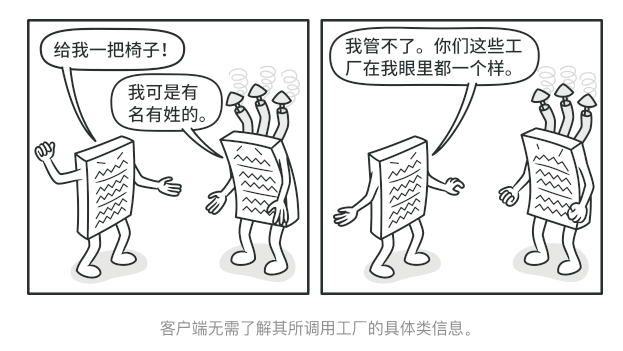 给我一把椅子！
我可是有
名有姓的。
我管不了。你们这些工
厂在我眼里都一个样。
客户端无需了解其所调用工厂的具体类信息。